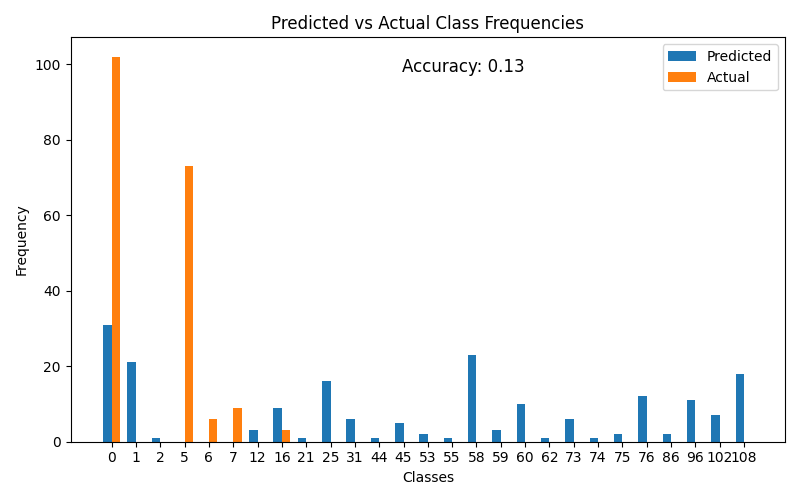 Predicted vs Actual Class Frequencies
Accuracy: 0.13
Predicted
Actual
Frequency
100
80
60
40
20
0
0 1 2 5 6 7 12 16 21 25 31 44 45 53 55 58 59 60 62 73 74 75 76 86 96 102 108
Classes